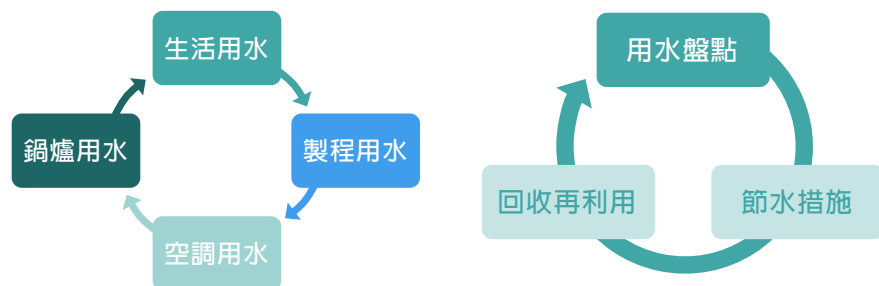 生活用水
製程用水
空調用水
鍋爐用水
用水盤點
節水措施
回收再利用